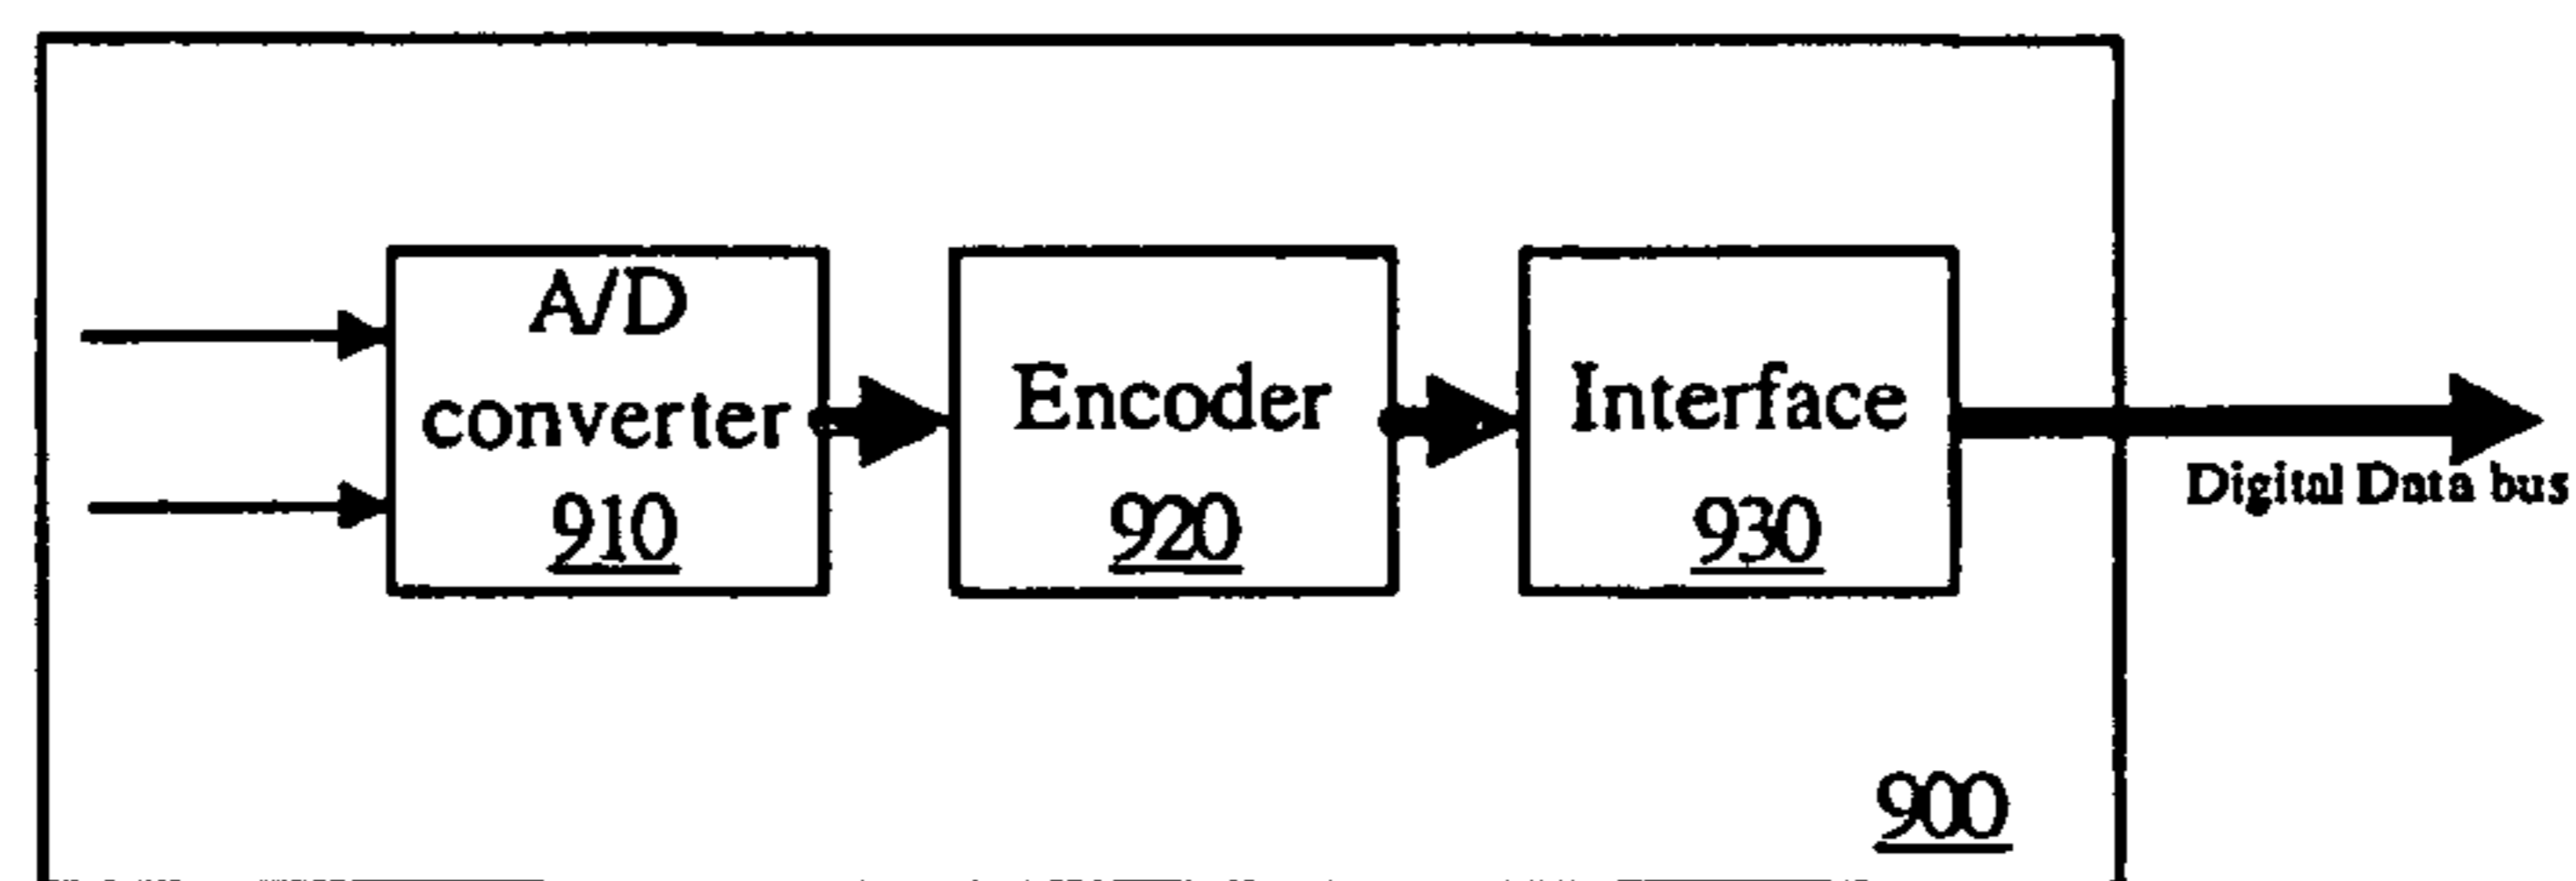 A/D
converter
910
Encoder
920
Interface
930
Digital Data bus
900